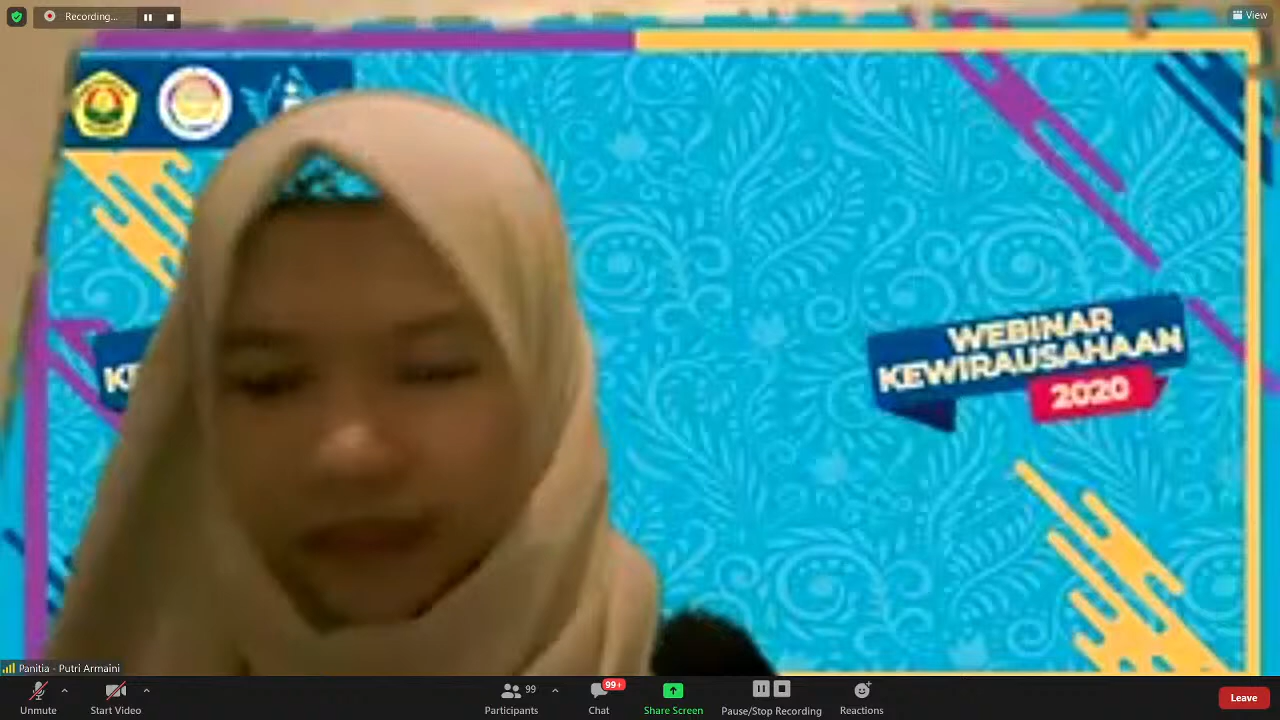 Recording...
View
WEBINAR
KEWIRAUSAHAAN
2020
KE
Panitia - Putri Armaini
Unmute
Start Video
99
Participants
99+
Chat
Share Screen
Pause/Stop Recording
Reactions
Leave